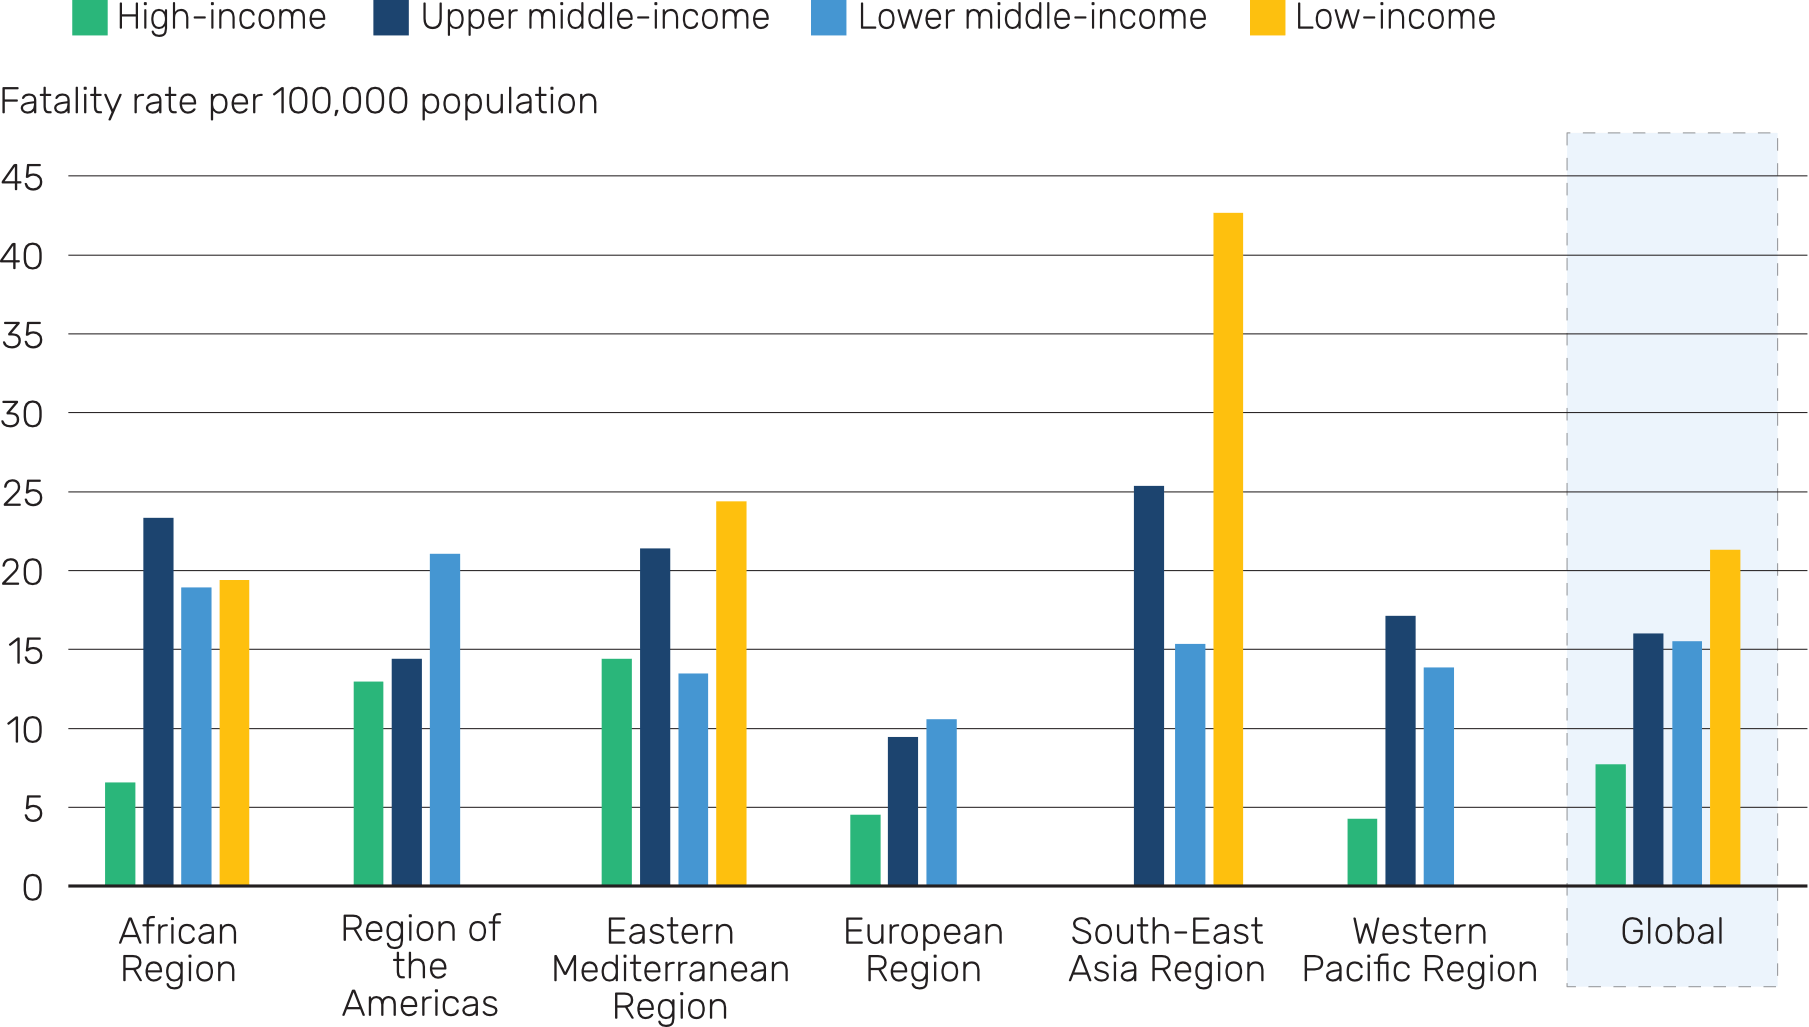 High-income Upper middle-income Lower middle-income Low-income
Fatality rate per 100,000 population
45
40
35
30
25
20
15
10
5
0
African
Region
Region of
the
Americas
Eastern
Mediterranean
Region
European
Region
South-East
Asia Region
Western
Pacific Region
Global